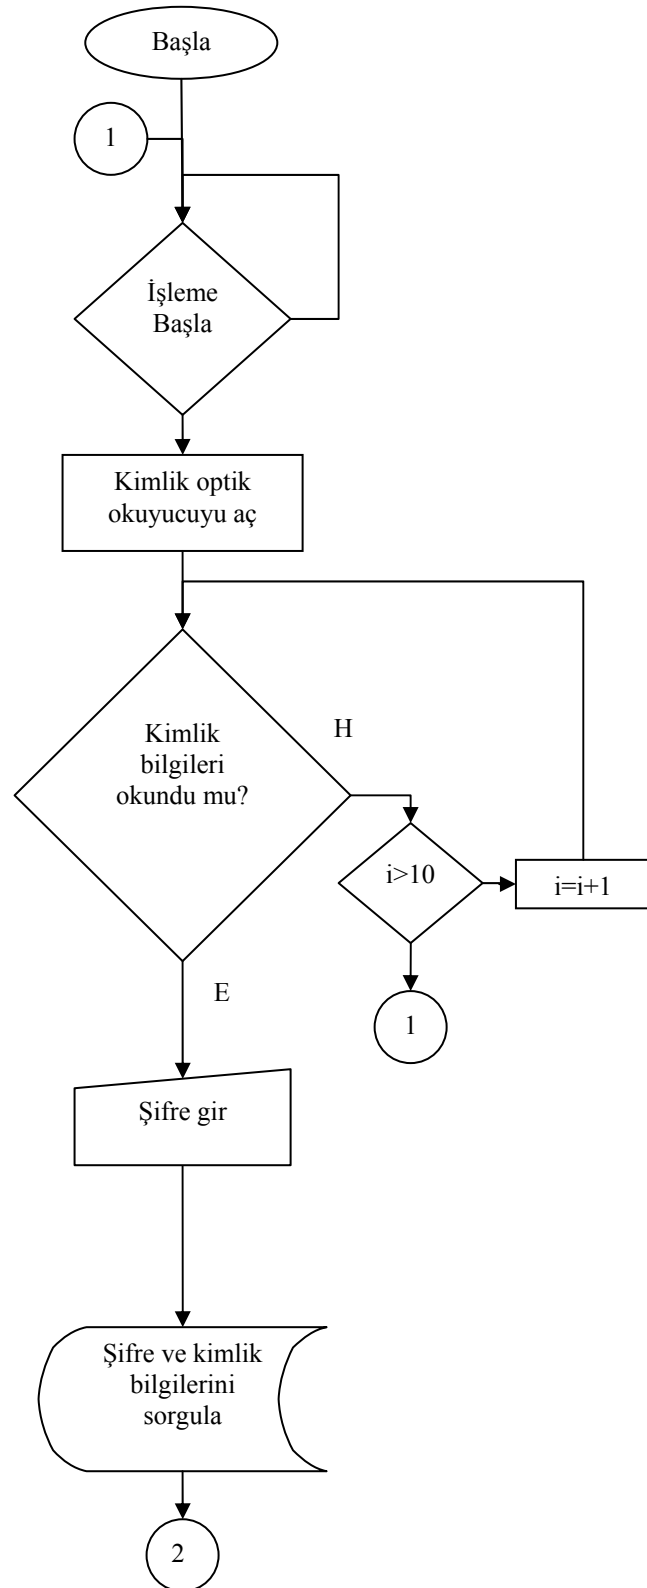 Başla
1
İşleme
Başla
Kimlik optik
okuyucuyu aç
H
Kimlik
bilgileri
okundu mu?
i>10
i=i+1
E
1
Şifre gir
Şifre ve kimlik
bilgilerini
sorgula
2